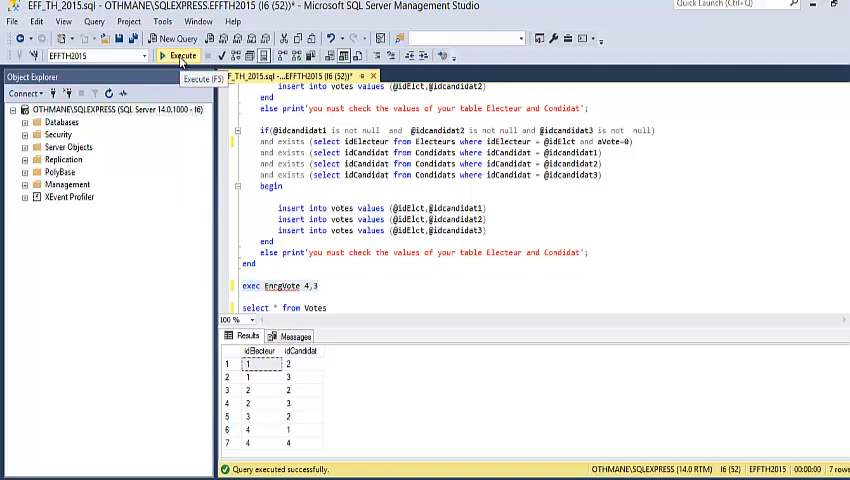 EFF_TH_2015.sql - OTHMANE\SQLEXPRESS.EFFTH2015 (I6 (52))* - Microsoft SQL Server Management Studio
Quick Launch (Ctrl+Q)
File Edit View Query Project Tools Window Help
New Query
EFFTH2015 Execute
Execute (F5)
F_TH_2015.sql -...EFFTH2015 (I6 (52))*
Object Explorer
Connect
OTHMANE\SQLEXPRESS (SQL Server 14.0.1000 - I6)
Databases
Security
Server Objects
Replication
PolyBase
Management
XEvent Profiler
insert into votes values (@idElct,@idcandidat2)
end
else print'you must check the values of your table Electeur and Condidat';
if(@idcandidat1 is not null and @idcandidat2 is not null and @idcandidat3 is not null)
and exists (select idElecteur from Electeurs where idElecteur = @idElct and aVote=0)
and exists (select idCandidat from Condidats where idCandidat = @idcandidat1)
and exists (select idCandidat from Condidats where idCandidat = @idcandidat2)
and exists (select idCandidat from Condidats where idCandidat = @idcandidat3)
begin
insert into votes values (@idElct,@idcandidat1)
insert into votes values (@idElct,@idcandidat2)
insert into votes values (@idElct,@idcandidat3)
end
else print'you must check the values of your table Electeur and Condidat';
end
exec EnrgVote 4,3
select * from Votes
100 %
Results Messages
idElecteur idCandidat
1 1 2
2 1 3
3 2 2
4 2 3
5 3 2
6 4 1
7 4 4
Query executed successfully. OTHMANE\SQLEXPRESS (14.0 RTM) I6 (52) EFFTH2015 00:00:00 7 rows